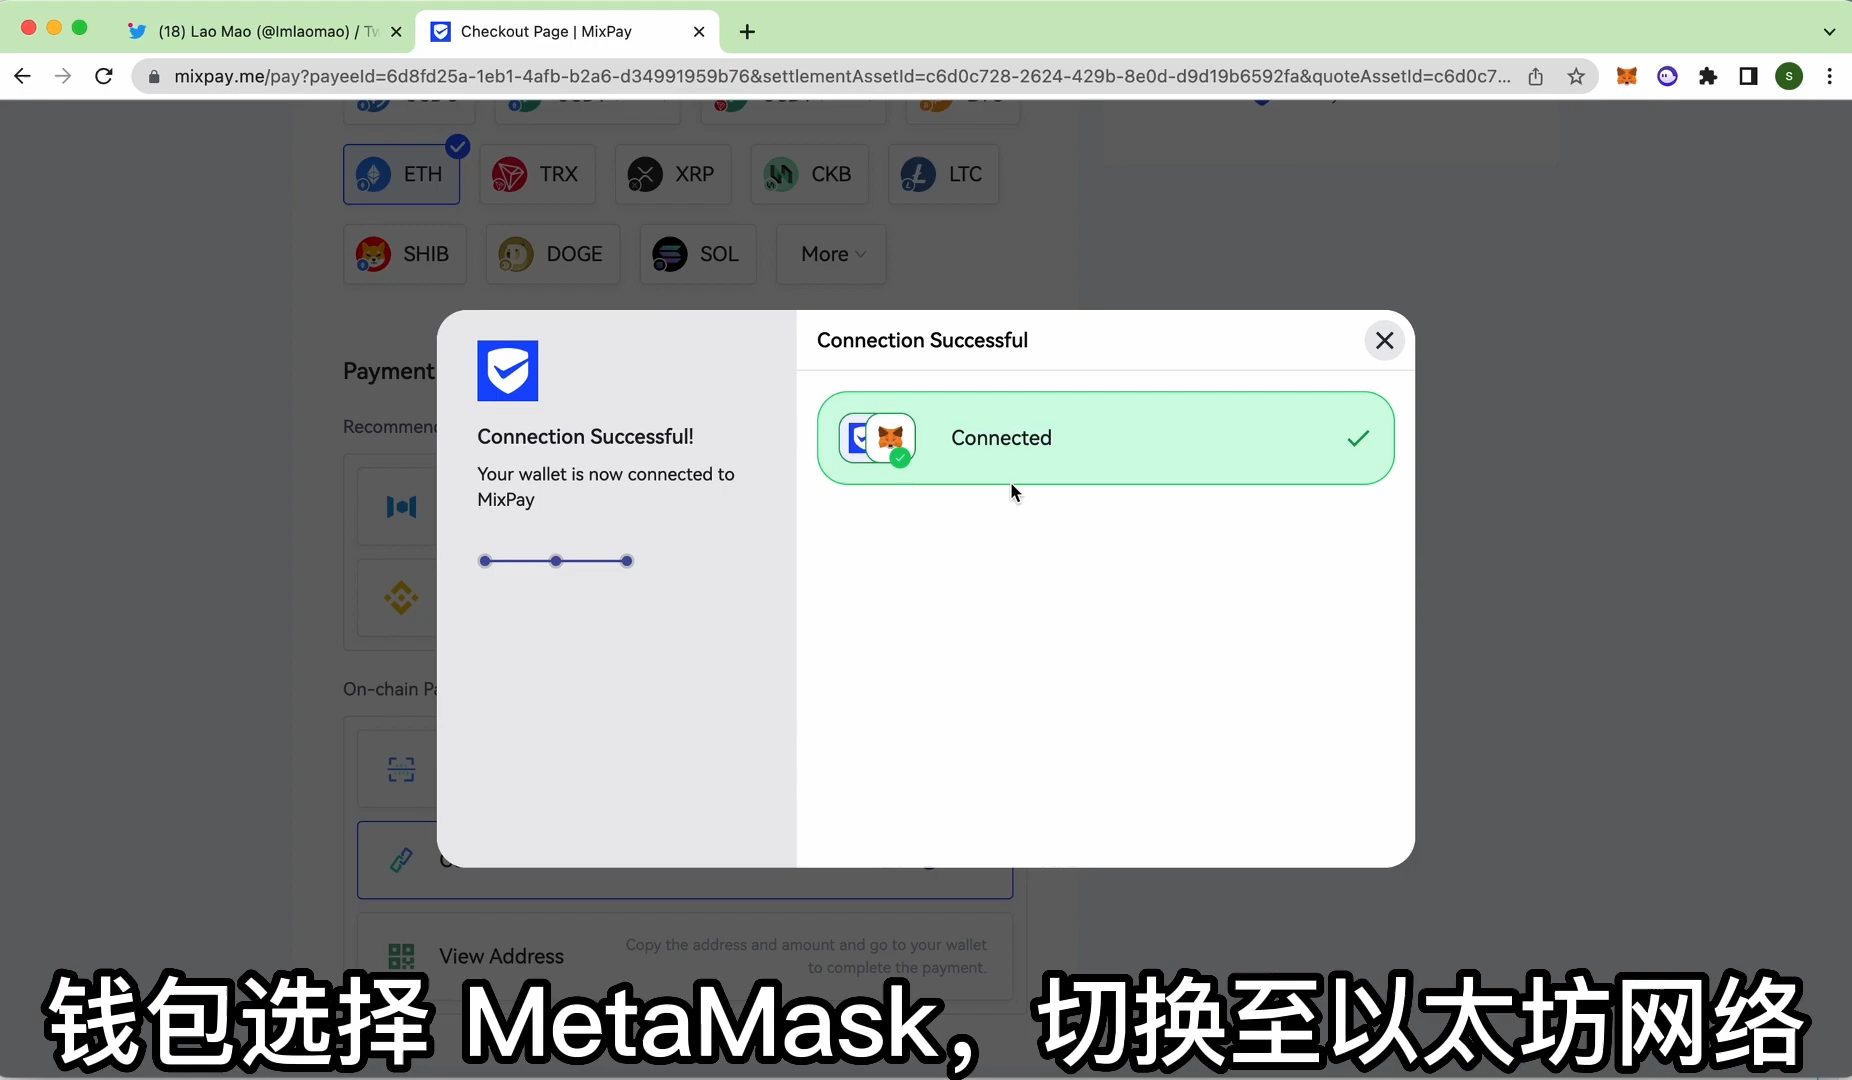 (18) Lao Mao (@lmlaomao) / Tw
Checkout Page | MixPay
mixpay.me/pay?payeeId=6d8fd25a-1eb1-4afb-b2a6-d34991959b76&settlementAssetId=c6d0c728-2624-429b-8e0d-d9d19b6592fa&quoteAssetId=c6d0c7...
S
ETH
TRX
XRP
CKB
LTC
SHIB
DOGE
SOL
More
Payment
Recommen
On-chain Pa
Connection Successful!
Your wallet is now connected to
MixPay
Connection Successful
Connected
View Address
Copy the address and amount and go to your wallet
to complete the payment.
钱包选择 MetaMask，切换至以太坊网络